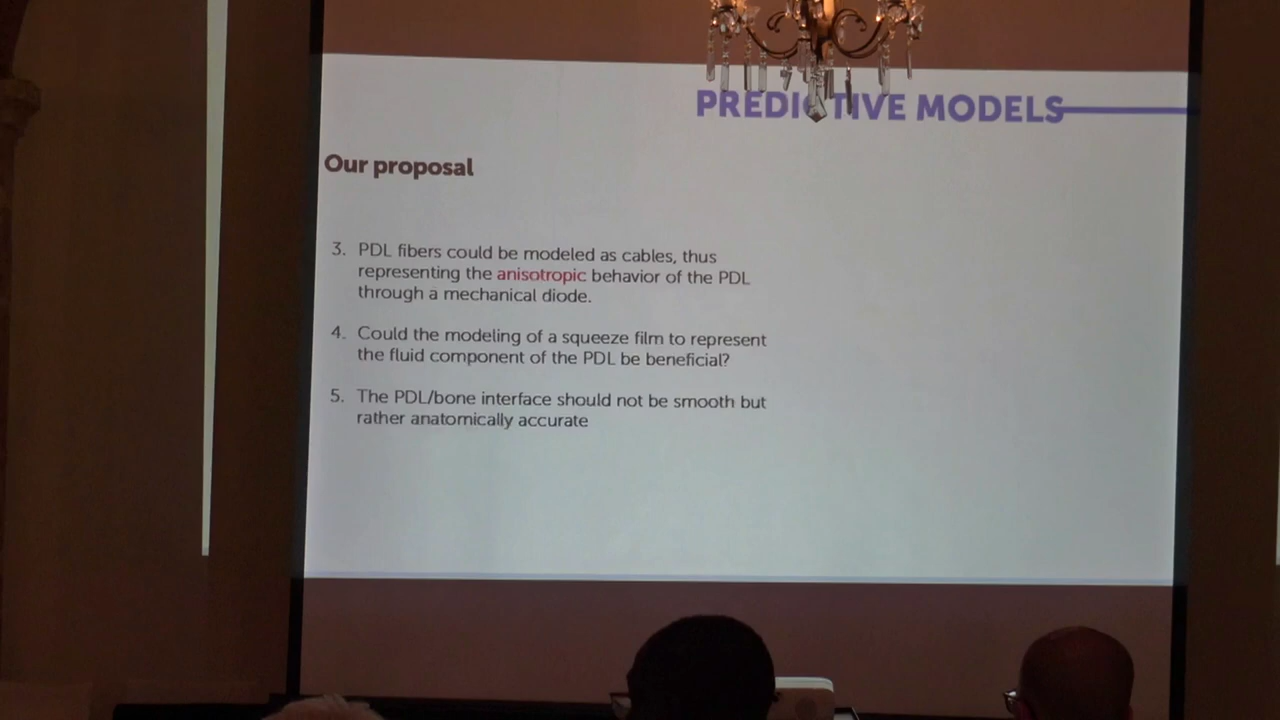 PREDICTIVE MODELS
Our proposal
3. PDL fibers could be modeled as cables, thus
representing the anisotropic behavior of the PDL
through a mechanical diode.
4. Could the modeling of a squeeze film to represent
the fluid component of the PDL be beneficial?
5. The PDL/bone interface should not be smooth but
rather anatomically accurate